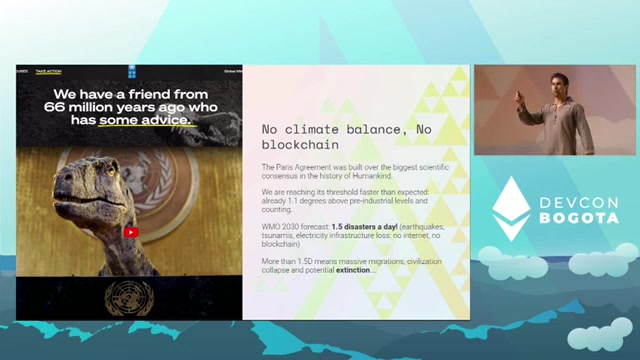 TAKE ACTION
We have a friend from
66 million years ago who
has some advice.
No climate balance, No
blockchain
The Paris Agreement was built over the biggest scientific
consensus in the history of Humankind.
We are reaching its threshold faster than expected:
already 1.1 degrees above pre-industrial levels and
counting.
WMO 2030 forecast: 1.5 disasters a day! (earthquakes,
tsunamis, electricity infrastructure loss: no internet, no
blockchain)
More than 1.5D means massive migrations, civilization
collapse and potential extinction...
DEVCON
BOGOTA